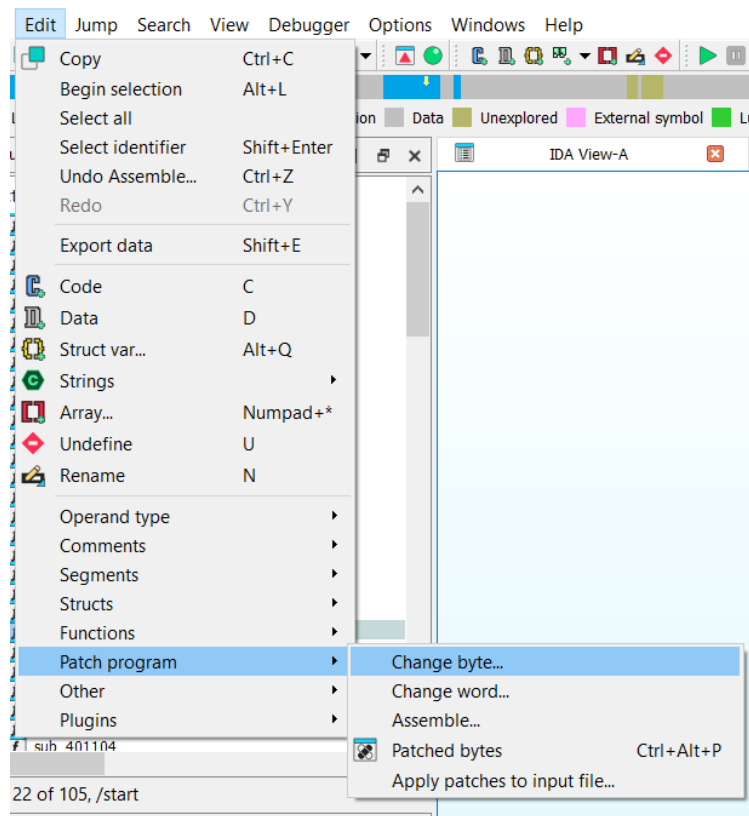 Edit Jump Search View Debugger Options Windows Help
Copy Ctrl+C
Begin selection Alt+L
Select all
ion Data Unexplored External symbol Lu
Select identifier Shift+Enter
IDA View-A
Undo Assemble... Ctrl+Z
Redo Ctrl+Y
Export data Shift+E
Code C
Data D
Struct var... Alt+Q
Strings
Array... Numpad+*
Undefine U
Rename N
Operand type
Comments
Segments
Structs
Functions
Patch program
Other
Plugins
Change byte...
Change word...
Assemble...
Patched bytes Ctrl+Alt+P
Apply patches to input file...
f sub_401104
22 of 105, /start